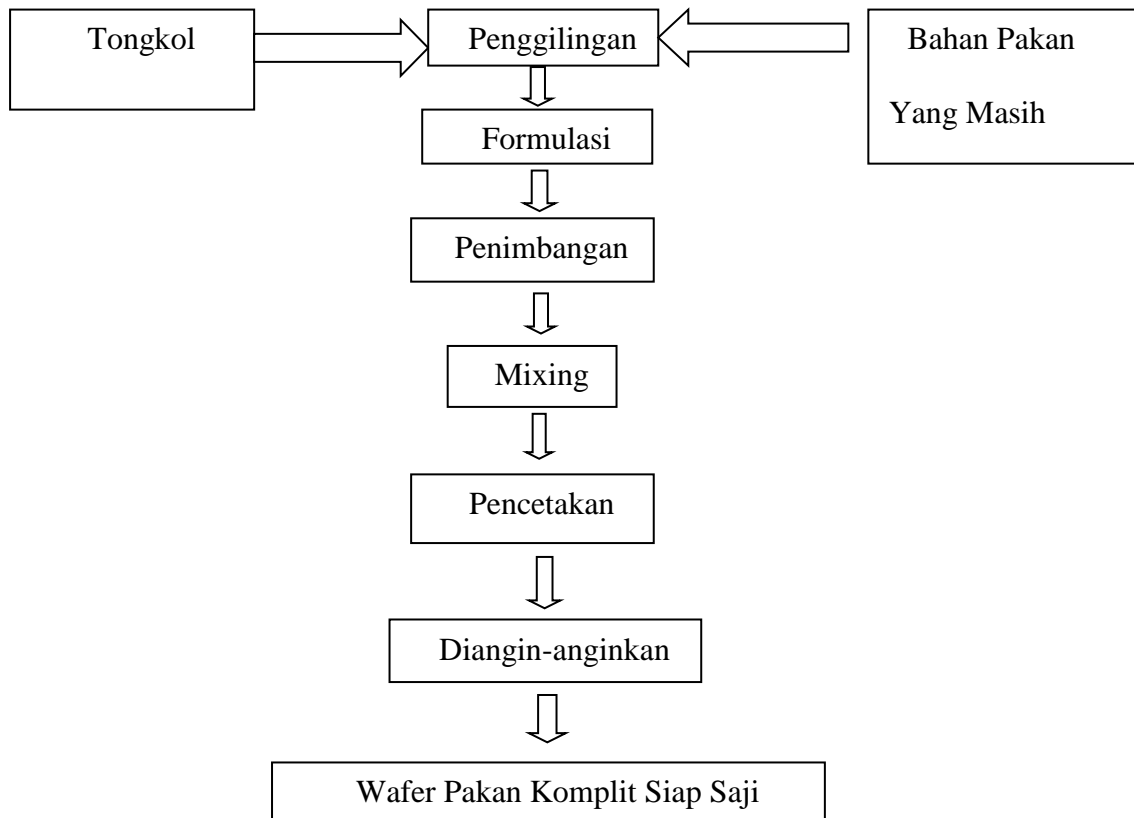 Tongkol
Penggilingan
Bahan Pakan
Yang Masih
Formulasi
Penimbangan
Mixing
Pencetakan
Diangin-anginkan
Wafer Pakan Komplit Siap Saji